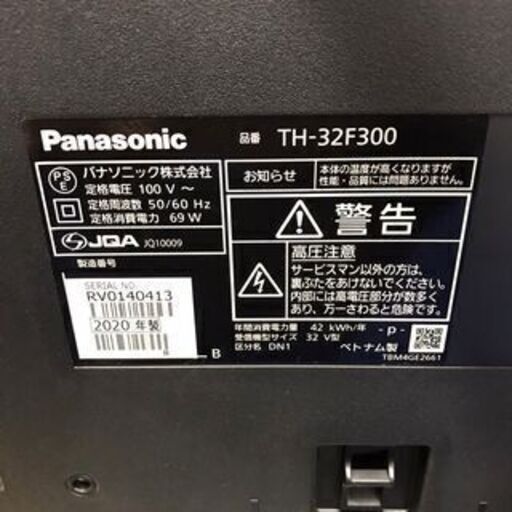 Panasonic
品番 TH-32F300
PS
E
パナソニック株式会社
定格電圧 100 V ～
定格周波数 50/60 Hz
定格消費電力 69 W
お知らせ
本体の温度が高くなりますが
性能・品質には問題ありません。
JQA JQ10009
警告
高圧注意
サービスマン以外の方は、
裏ぶたをあけないでください。
内部には高電圧部分が数多く
あり、万一さわると危険です。
製造番号
SERIAL NO.
RV0140413
2020 年製
B
年間消費電力量 42 kWh/年
受信機型サイズ 32 V型
区分名 DN1
-p-
ベトナム製
TBM4GE2661